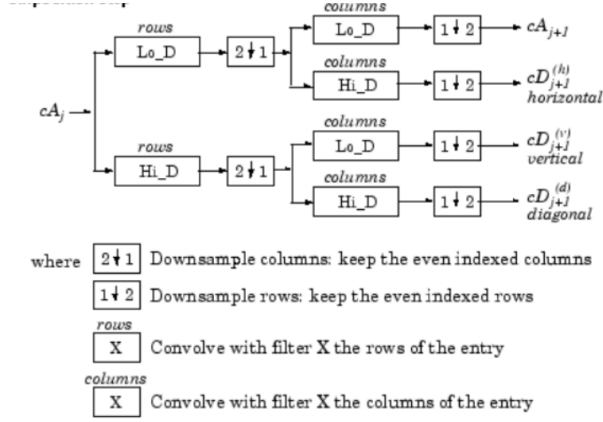 columns
rows
Lo_D 1↓2 cA_{j+1}
Lo_D 2↓1
columns
Hi_D 1↓2 cD_{j+1}^{(h)}
horizontal
cA_j
columns
rows
Lo_D 1↓2 cD_{j+1}^{(v)}
vertical
Hi_D 2↓1
columns
Hi_D 1↓2 cD_{j+1}^{(d)}
diagonal
where 2↓1 Downsample columns: keep the even indexed columns
1↓2 Downsample rows: keep the even indexed rows
rows
X Convolve with filter X the rows of the entry
columns
X Convolve with filter X the columns of the entry